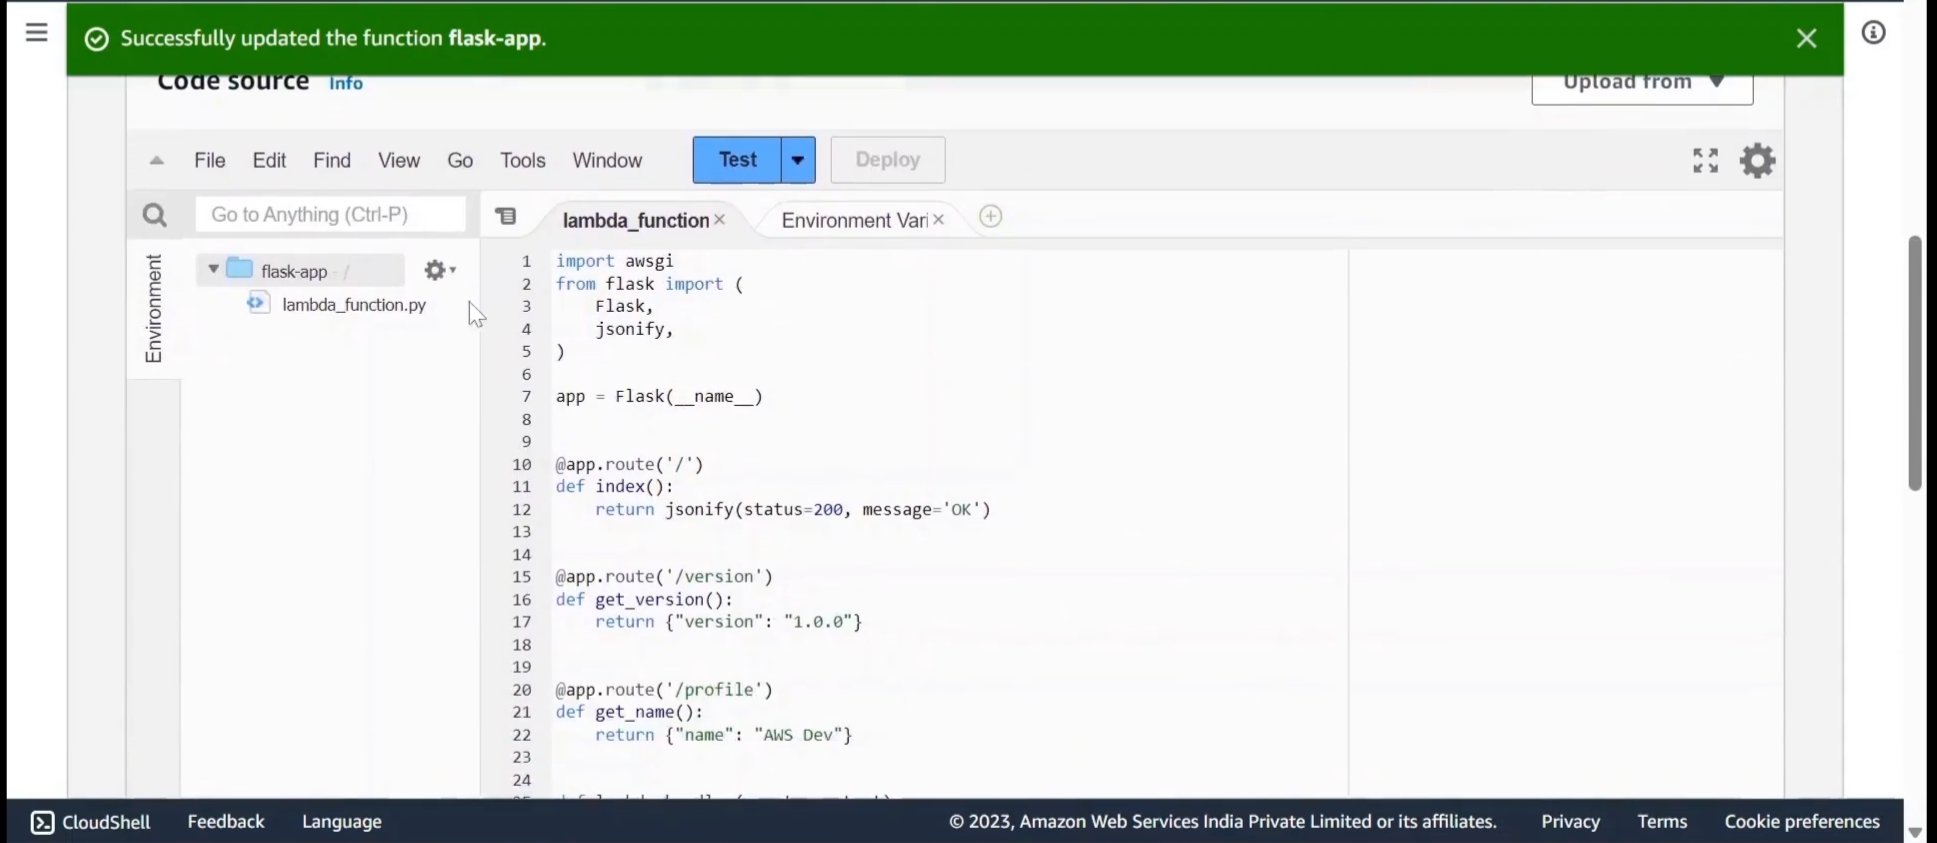 Successfully updated the function flask-app.
Code source Info
Upload from
File Edit Find View Go Tools Window Test Deploy
Go to Anything (Ctrl-P)
lambda_function
Environment Vari
Environment
flask-app - /
lambda_function.py
1 import awsgi
2 from flask import (
3 Flask,
4 jsonify,
5 )
6
7 app = Flask(__name__)
8
9
10 @app.route('/')
11 def index():
12 return jsonify(status=200, message='OK')
13
14
15 @app.route('/version')
16 def get_version():
17 return {"version": "1.0.0"}
18
19
20 @app.route('/profile')
21 def get_name():
22 return {"name": "AWS Dev"}
23
24
CloudShell Feedback Language © 2023, Amazon Web Services India Private Limited or its affiliates. Privacy Terms Cookie preferences